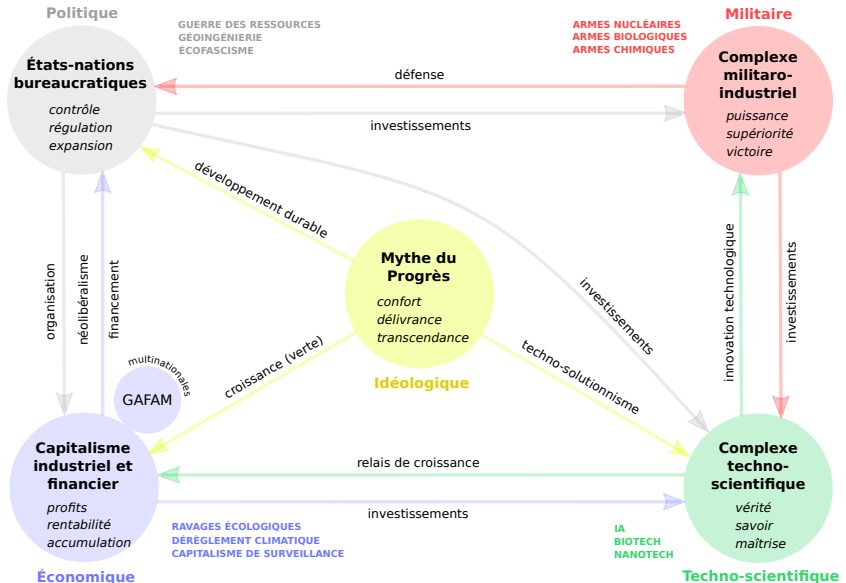 Politique
GUERRE DES RESSOURCES
GÉOINGÉNIERIE
ÉCOFASCISME
ARMES NUCLÉAIRES
ARMES BIOLOGIQUES
ARMES CHIMIQUES
Militaire
États-nations
bureaucratiques
contrôle
régulation
expansion
défense
investissements
Complexe
militaro-
industriel
puissance
supériorité
victoire
développement durable
Mythe du
Progrès
confort
délivrance
transcendance
Idéologique
investissements
organisation
néolibéralisme
financement
innovation technologique
investissements
croissance (verte)
techno-solutionnisme
multinationales
GAFAM
Capitalisme
industriel et
financier
profits
rentabilité
accumulation
relais de croissance
investissements
Complexe
techno-
scientifique
vérité
savoir
maîtrise
RAVAGES ÉCOLOGIQUES
DÉRÈGLEMENT CLIMATIQUE
CAPITALISME DE SURVEILLANCE
IA
BIOTECH
NANOTECH
Économique
Techno-scientifique